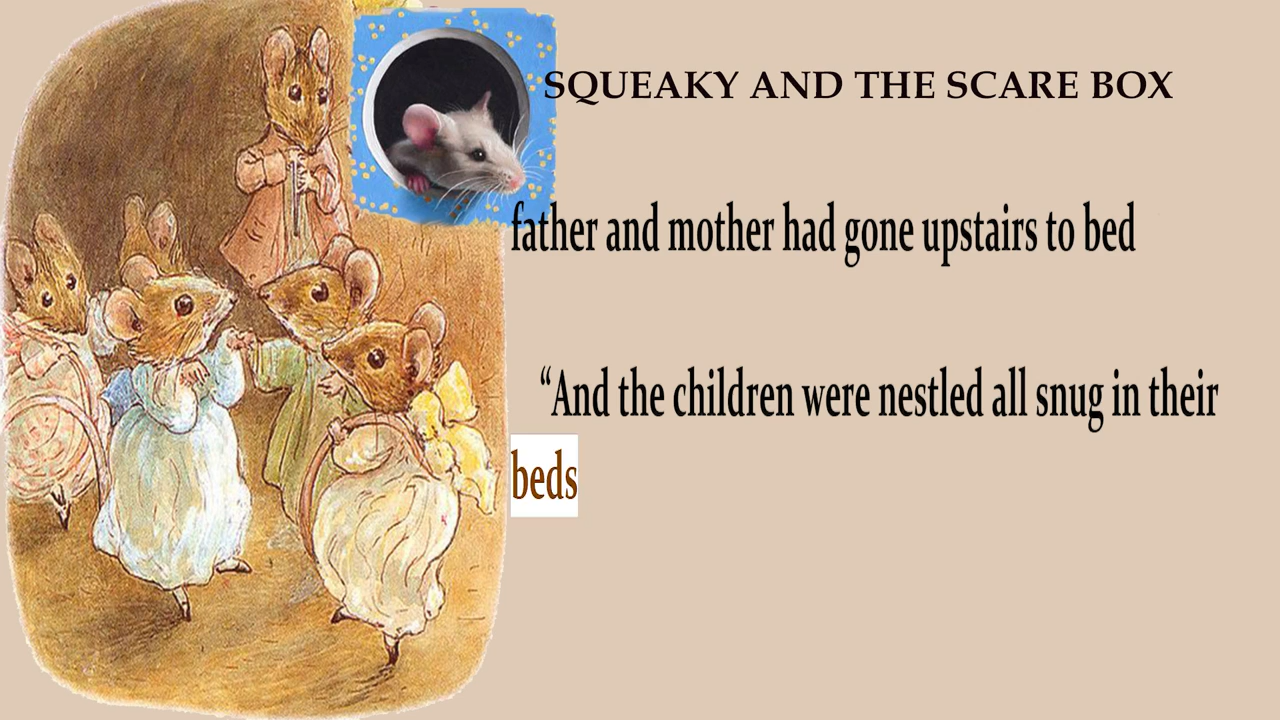 SQUEAKY AND THE SCARE BOX
father and mother had gone upstairs to bed
“And the children were nestled all snug in their
beds